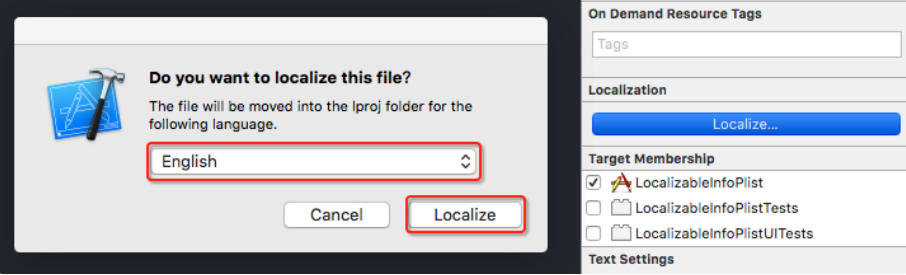 Do you want to localize this file?
The file will be moved into the lproj folder for the
following language.
English
Cancel
Localize
On Demand Resource Tags
Tags
Localization
Localize...
Target Membership
LocalizableInfoPlist
LocalizableInfoPlistTests
LocalizableInfoPlistUITests
Text Settings